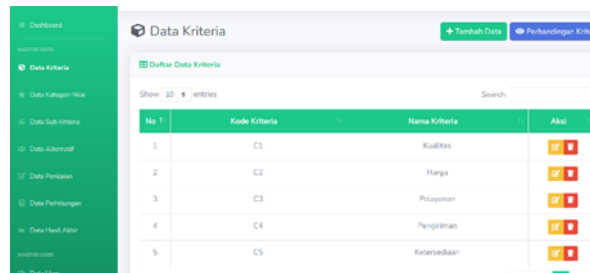 Dashboard
MASTER DATA
Data Kriteria
Data Kategori Nilai
Data Sub Kriteria
Data Alternatif
Data Penilaian
Data Perhitungan
Data Hasil Akhir
MASTER USER
Data Kriteria
+ Tambah Data
Perbandingan Krite
Daftar Data Kriteria
Show 10 entries
Search:
No Kode Kriteria Nama Kriteria Aksi
1 C1 Kualitas
2 C2 Harga
3 C3 Pelayanan
4 C4 Pengiriman
5 C5 Ketersediaan